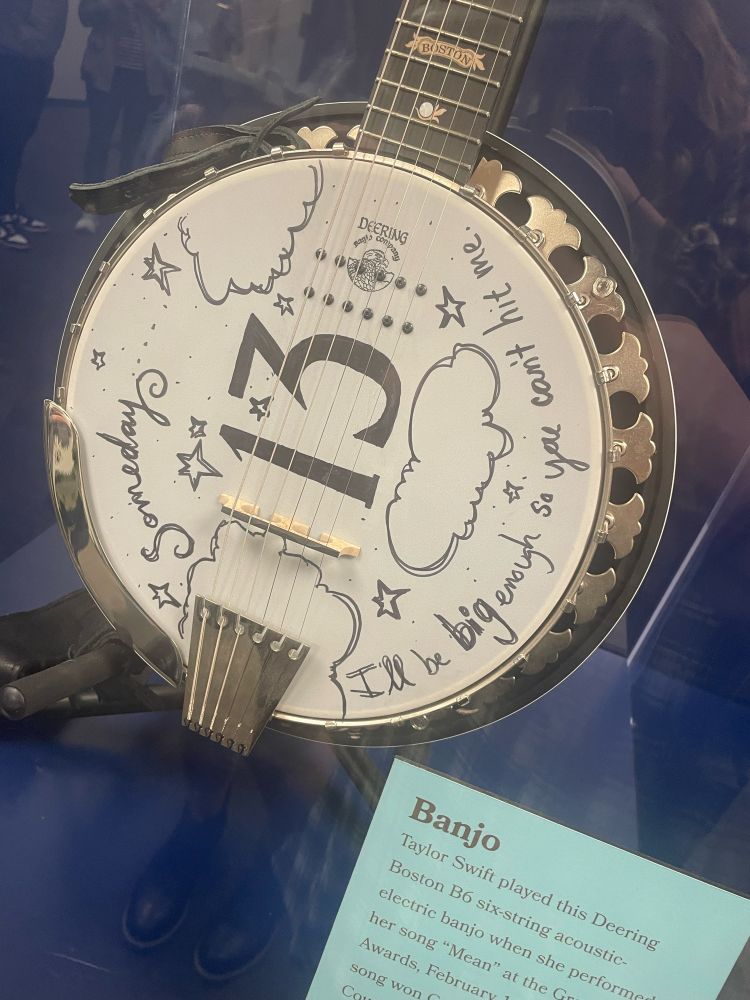 BOSTON
DEERING
Banjo Company
13
Someday
I'll be big enough so you can't hit me.
Banjo
Taylor Swift played this Deering
Boston B6 six-string acoustic-
electric banjo when she performed
her song “Mean” at the
Awards, February
song won